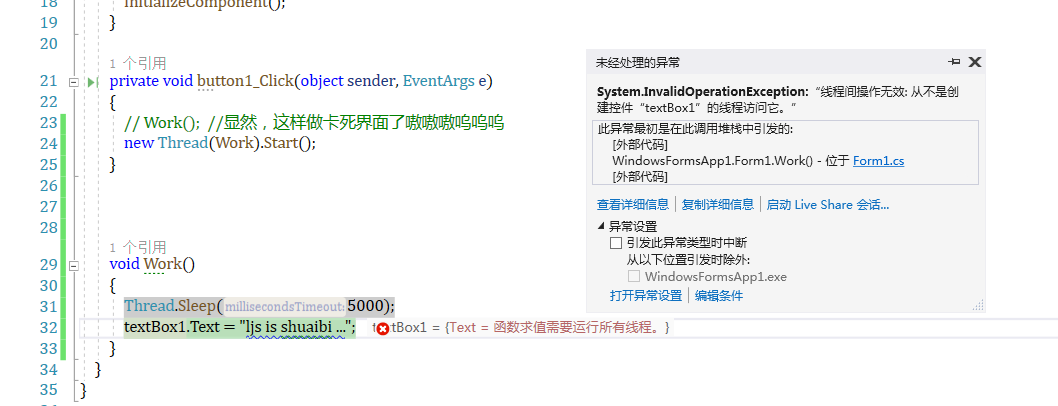 18 InitializeComponent();
19 }
20
1 个引用
21 private void button1_Click(object sender, EventArgs e)
22 {
23 // Work();  //显然，这样做卡死界面了嗷嗷嗷呜呜呜
24 new Thread(Work).Start();
25 }
26
27
28
1 个引用
29 void Work()
30 {
31 Thread.Sleep(millisecondsTimeout: 5000);
32 textBox1.Text = "ljs is shuaibi ..."; tBox1 = {Text = 函数求值需要运行所有线程。}
33 }
34 }
35 }
未经处理的异常
System.InvalidOperationException:“线程间操作无效: 从不是创
建控件“textBox1”的线程访问它。”
此异常最初是在此调用堆栈中引发的:
[外部代码]
WindowsFormsApp1.Form1.Work() - 位于 Form1.cs
[外部代码]
查看详细信息 | 复制详细信息 | 启动 Live Share 会话...
异常设置
引发此异常类型时中断
从以下位置引发时除外:
WindowsFormsApp1.exe
打开异常设置 | 编辑条件